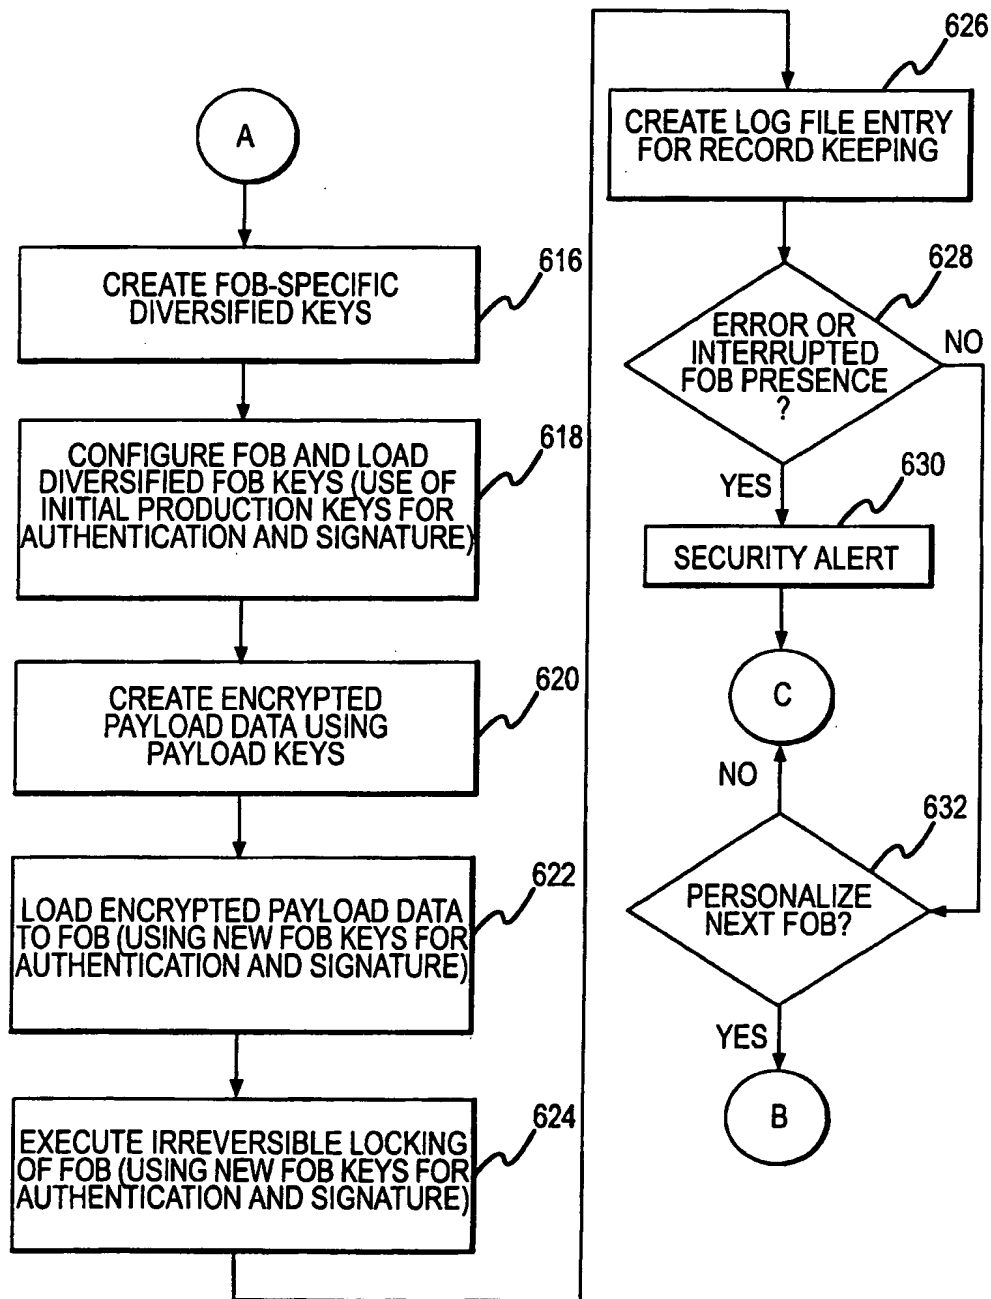 A
CREATE FOB-SPECIFIC
DIVERSIFIED KEYS
616
CONFIGURE FOB AND LOAD
DIVERSIFIED FOB KEYS (USE OF
INITIAL PRODUCTION KEYS FOR
AUTHENTICATION AND SIGNATURE)
618
CREATE ENCRYPTED
PAYLOAD DATA USING
PAYLOAD KEYS
620
LOAD ENCRYPTED PAYLOAD DATA
TO FOB (USING NEW FOB KEYS FOR
AUTHENTICATION AND SIGNATURE)
622
EXECUTE IRREVERSIBLE LOCKING
OF FOB (USING NEW FOB KEYS FOR
AUTHENTICATION AND SIGNATURE)
624
626
CREATE LOG FILE ENTRY
FOR RECORD KEEPING
628
ERROR OR
INTERRUPTED
FOB PRESENCE
?
NO
YES
630
SECURITY ALERT
C
NO
632
PERSONALIZE
NEXT FOB?
YES
B